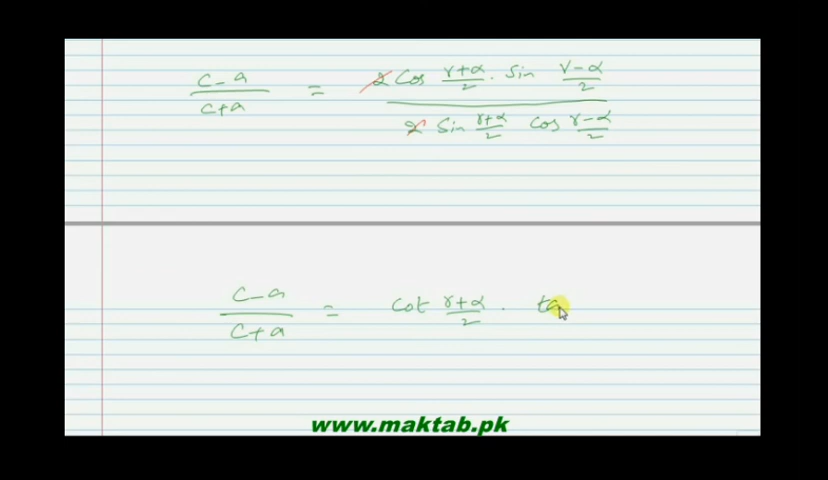 c-a/c+a = 2 Cos γ+α/2 . Sin γ-α/2 / 2 Sin γ+α/2 Cos γ-α/2
c-a/c+a = Cot γ+α/2 . ta
www.maktab.pk